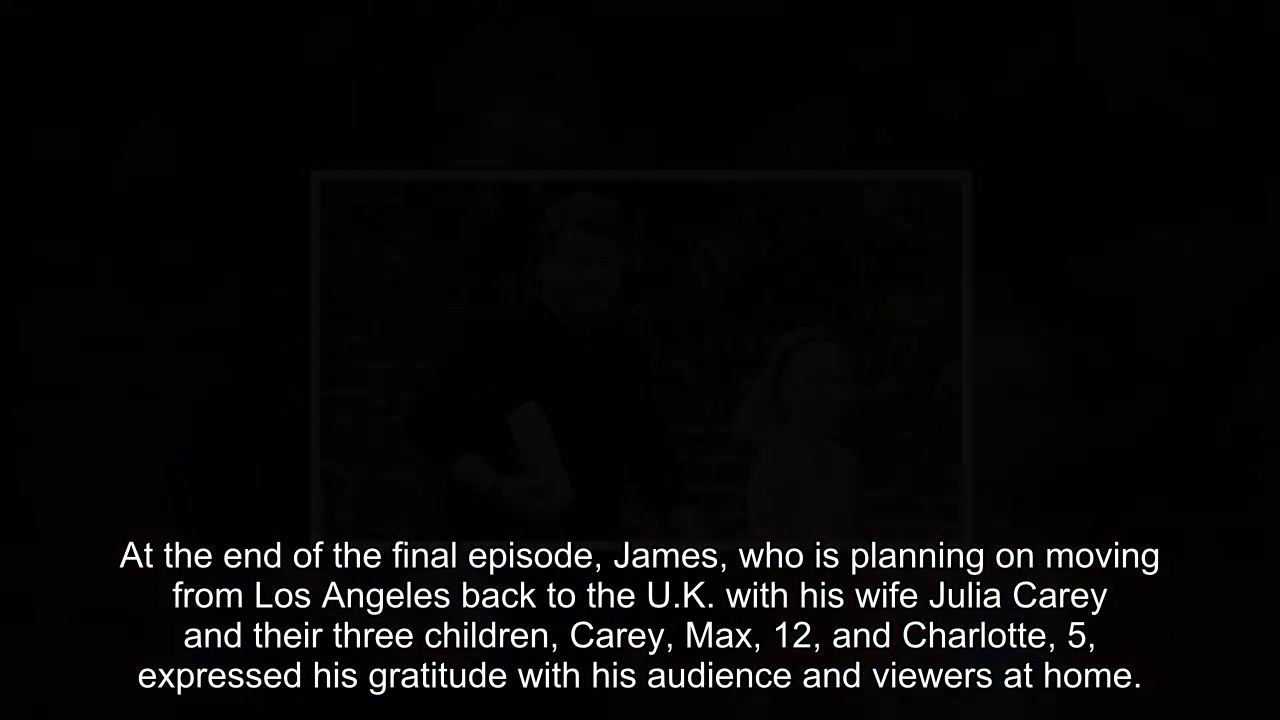 At the end of the final episode, James, who is planning on moving
from Los Angeles back to the U.K. with his wife Julia Carey
and their three children, Carey, Max, 12, and Charlotte, 5,
expressed his gratitude with his audience and viewers at home.